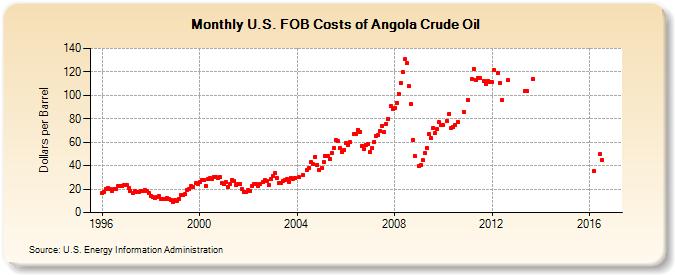 Monthly U.S. FOB Costs of Angola Crude Oil
Dollars per Barrel
140
120
100
80
60
40
20
0
1996 2000 2004 2008 2012 2016
Source: U.S. Energy Information Administration